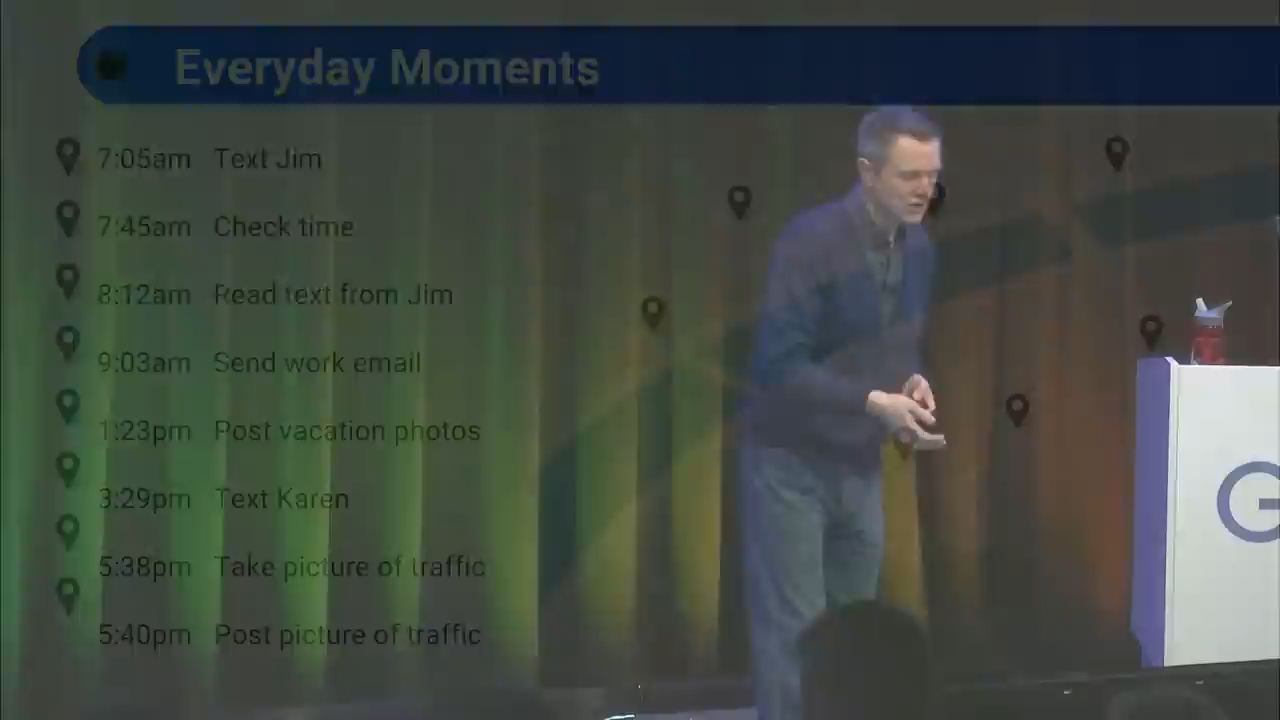 Everyday Moments
7:05am Text Jim
7:45am Check time
8:12am Read text from Jim
9:03am Send work email
1:23pm Post vacation photos
3:29pm Text Karen
5:38pm Take picture of traffic
5:40pm Post picture of traffic
G